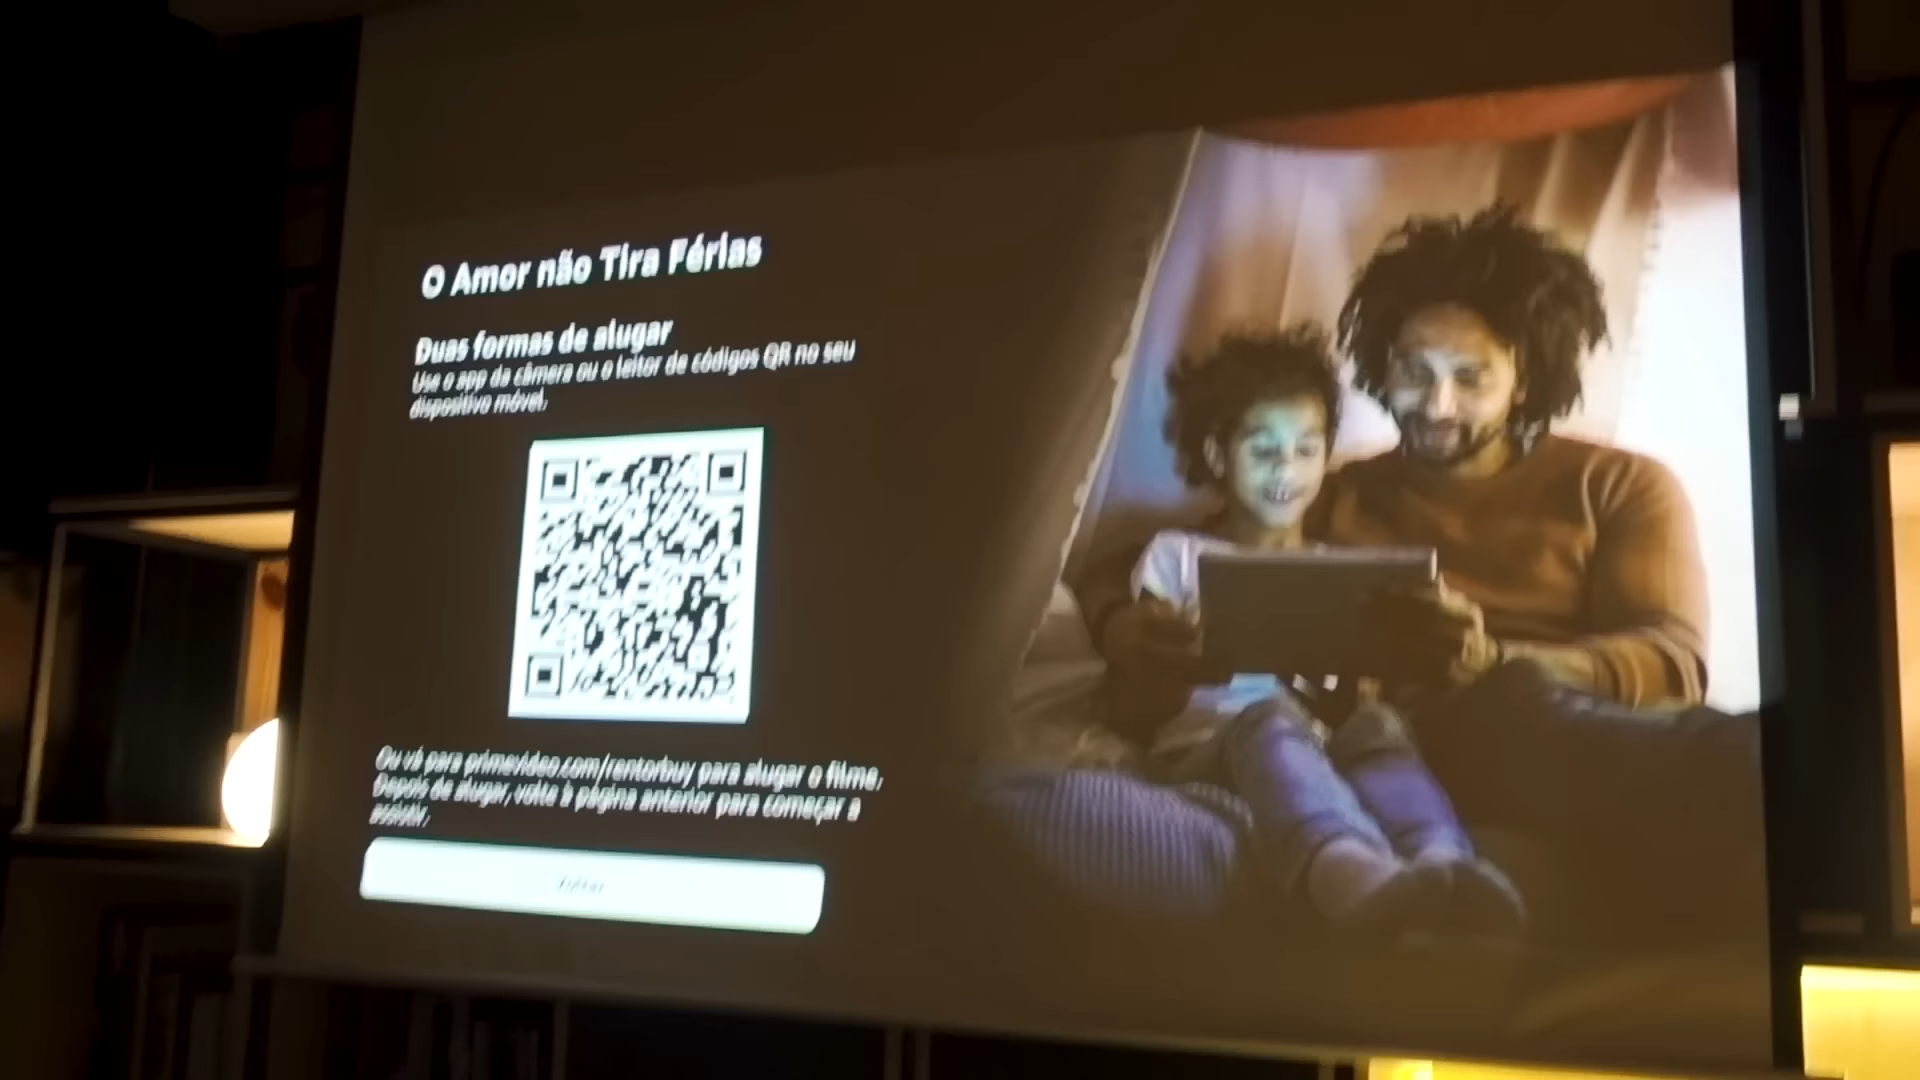 O Amor não Tira Férias
Duas formas de alugar
Use o app da câmera ou o leitor de códigos QR no seu
dispositivo móvel.
Ou vá para primevideo.com/rentorbuy para alugar o filme.
Depois de alugar, volte à página anterior para começar a
assistir.
Voltar